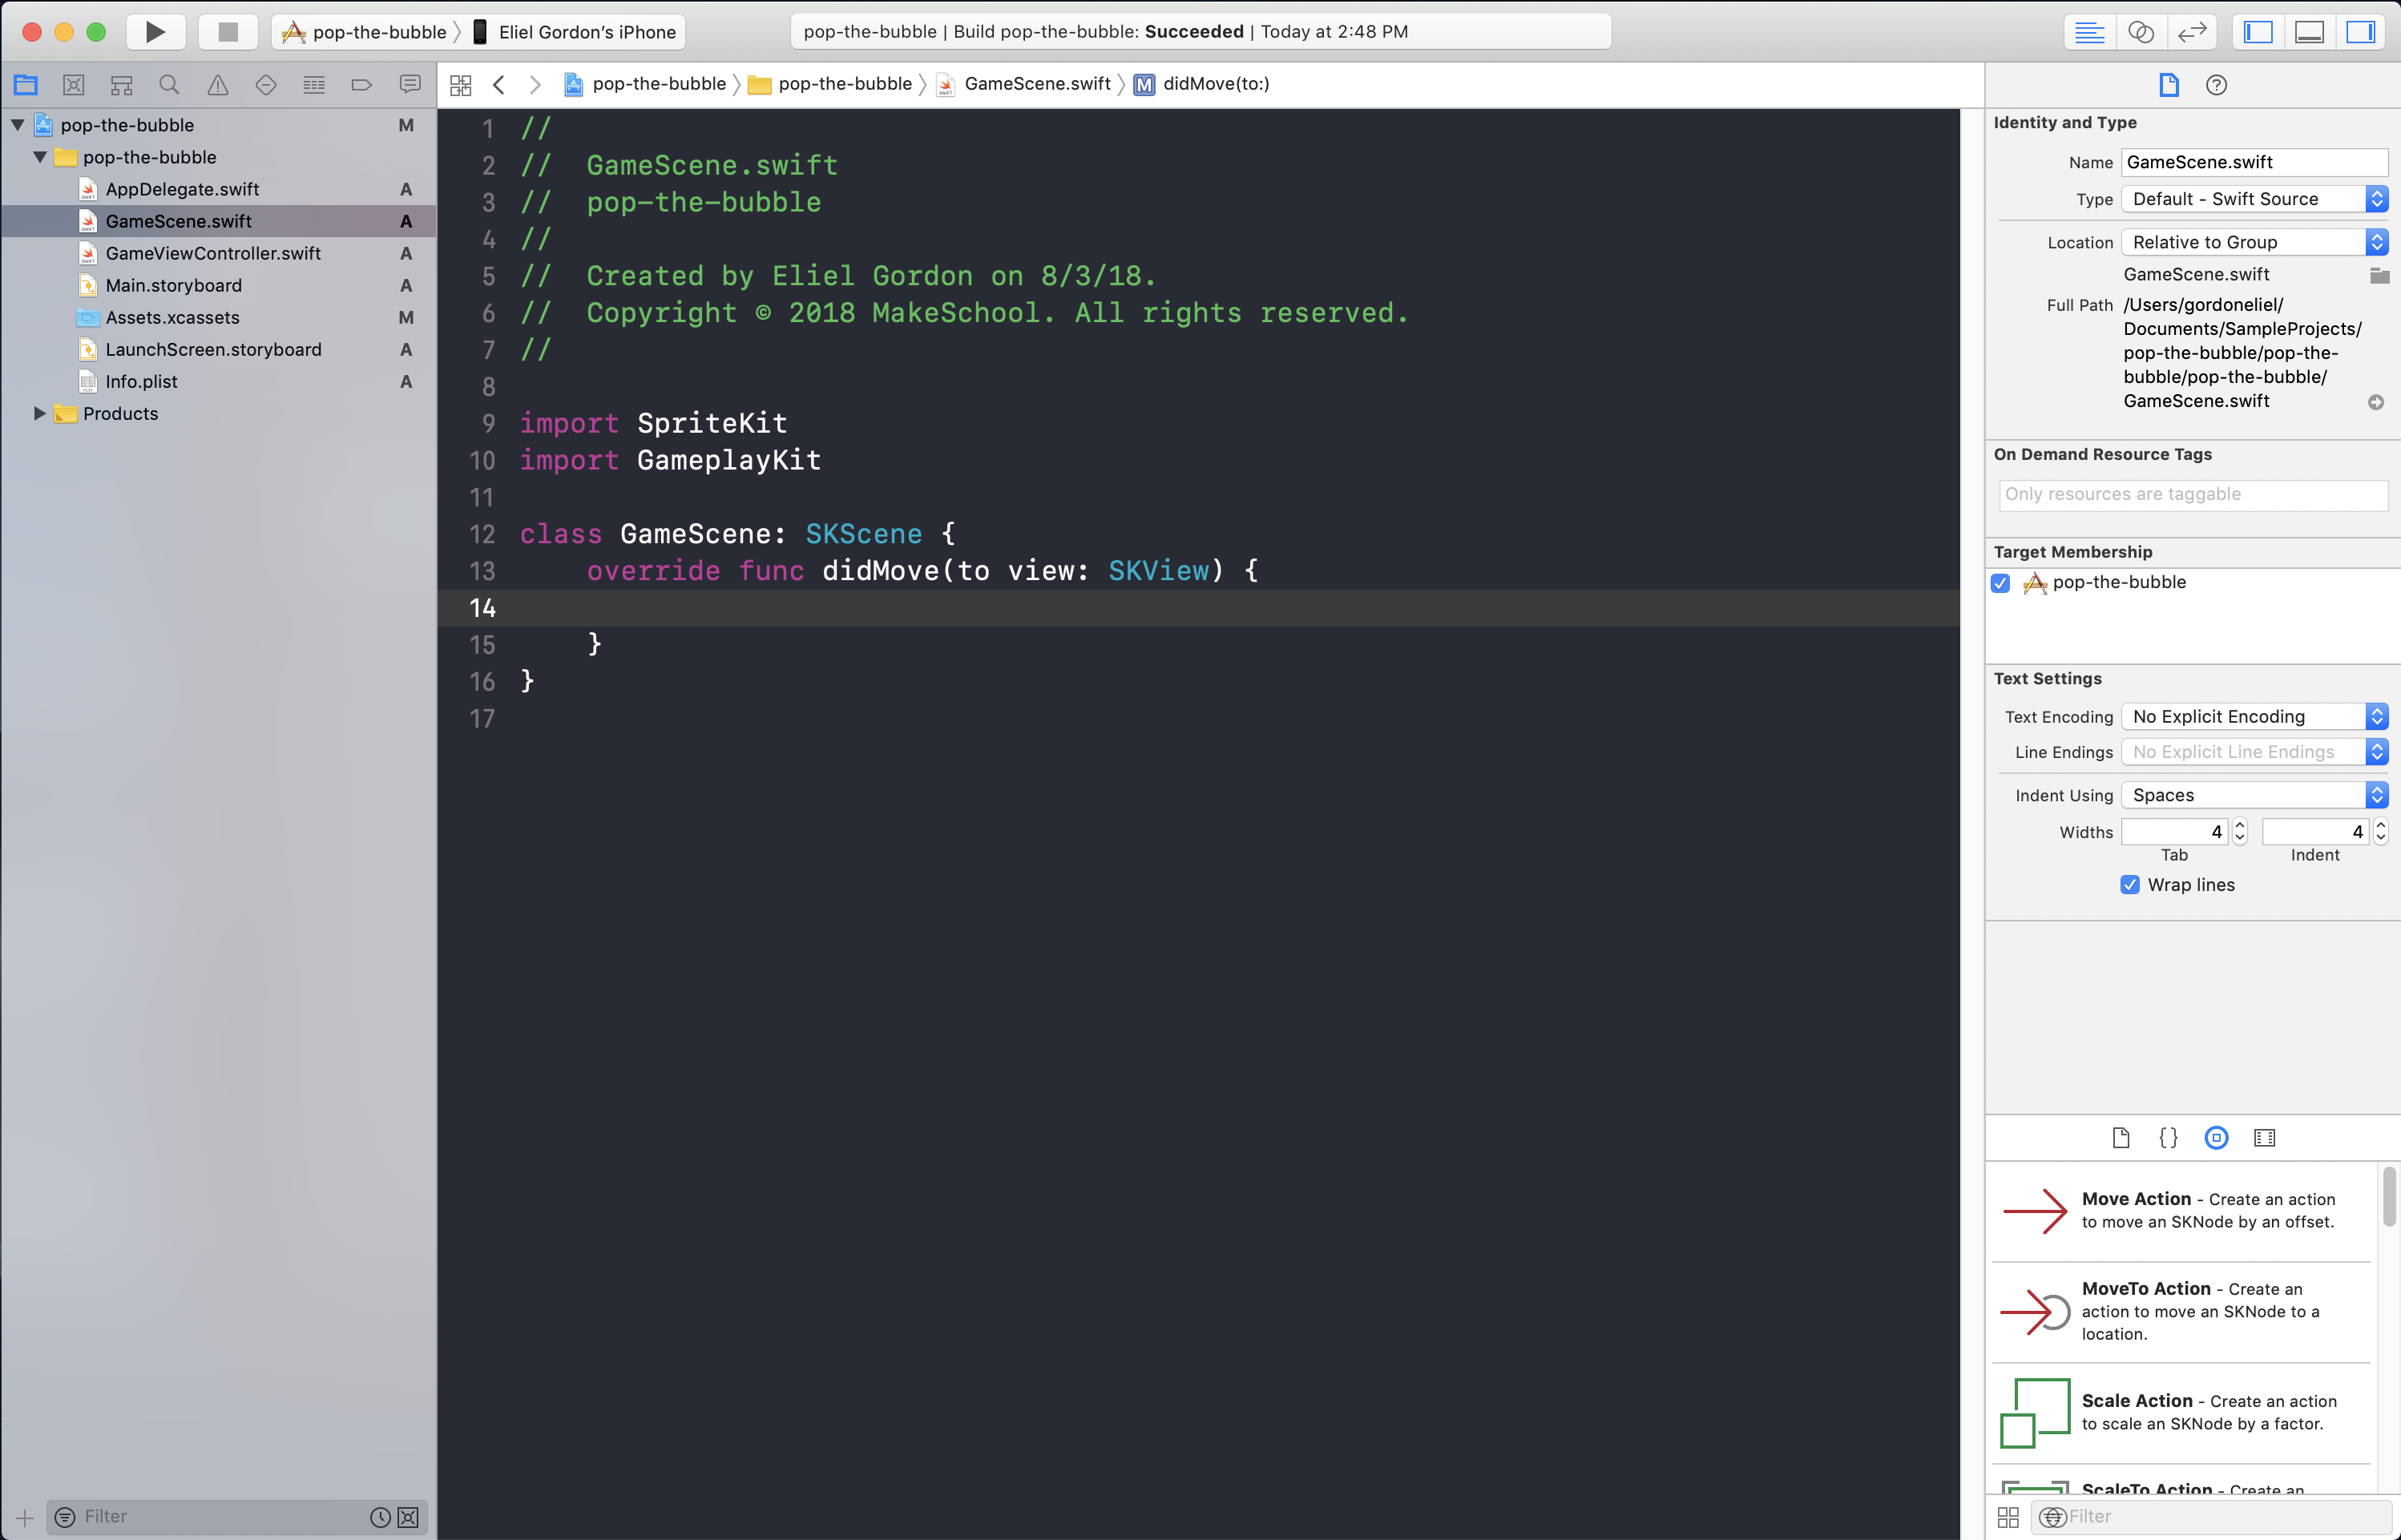 pop-the-bubble 〉 Eliel Gordon’s iPhone
pop-the-bubble | Build pop-the-bubble: Succeeded | Today at 2:48 PM
pop-the-bubble 〉 pop-the-bubble 〉 GameScene.swift 〉 M didMove(to:)
pop-the-bubble M
pop-the-bubble
AppDelegate.swift A
GameScene.swift A
GameViewController.swift A
Main.storyboard A
Assets.xcassets M
LaunchScreen.storyboard A
Info.plist A
Products
Filter
1 //
2 //  GameScene.swift
3 //  pop-the-bubble
4 //
5 //  Created by Eliel Gordon on 8/3/18.
6 //  Copyright © 2018 MakeSchool. All rights reserved.
7 //
8
9 import SpriteKit
10 import GameplayKit
11
12 class GameScene: SKScene {
13     override func didMove(to view: SKView) {
14
15     }
16 }
17
Identity and Type
Name GameScene.swift
Type Default - Swift Source
Location Relative to Group
GameScene.swift
Full Path /Users/gordoneliel/
Documents/SampleProjects/
pop-the-bubble/pop-the-
bubble/pop-the-bubble/
GameScene.swift
On Demand Resource Tags
Only resources are taggable
Target Membership
pop-the-bubble
Text Settings
Text Encoding No Explicit Encoding
Line Endings No Explicit Line Endings
Indent Using Spaces
Widths 4 4
Tab Indent
Wrap lines
{}
Move Action - Create an action
to move an SKNode by an offset.
MoveTo Action - Create an
action to move an SKNode to a
location.
Scale Action - Create an action
to scale an SKNode by a factor.
ScaleTo Action - Create an
Filter